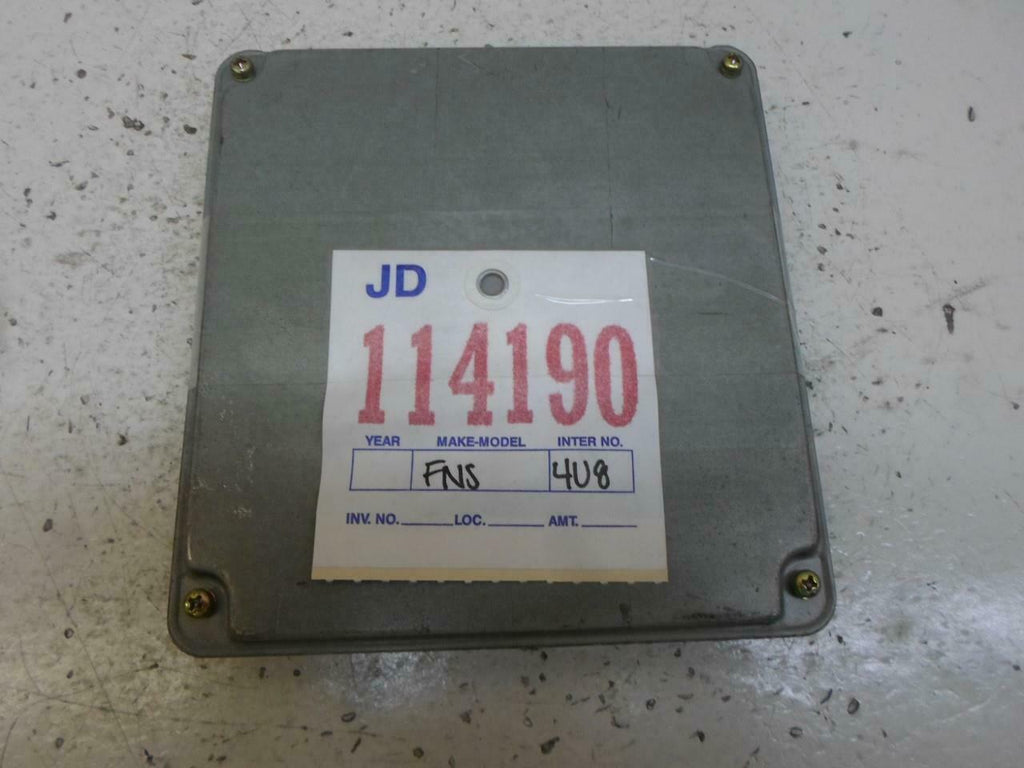 JD
114190
YEAR MAKE-MODEL INTER NO.
FNS 4U8
INV. NO. LOC. AMT.